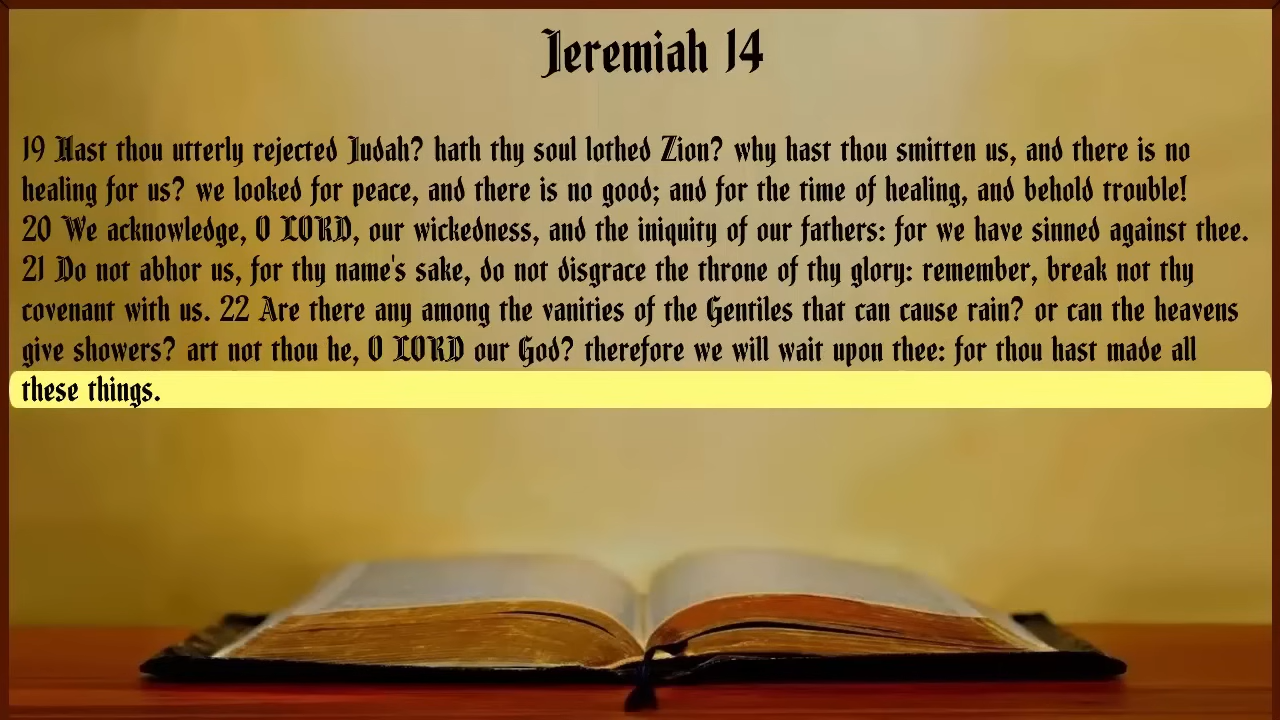 Jeremiah 14
19 Hast thou utterly rejected Judah? hath thy soul lothed Zion? why hast thou smitten us, and there is no
healing for us? we looked for peace, and there is no good; and for the time of healing, and behold trouble!
20 We acknowledge, O LORD, our wickedness, and the iniquity of our fathers: for we have sinned against thee.
21 Do not abhor us, for thy name's sake, do not disgrace the throne of thy glory: remember, break not thy
covenant with us. 22 Are there any among the vanities of the Gentiles that can cause rain? or can the heavens
give showers? art not thou he, O LORD our God? therefore we will wait upon thee: for thou hast made all
these things.